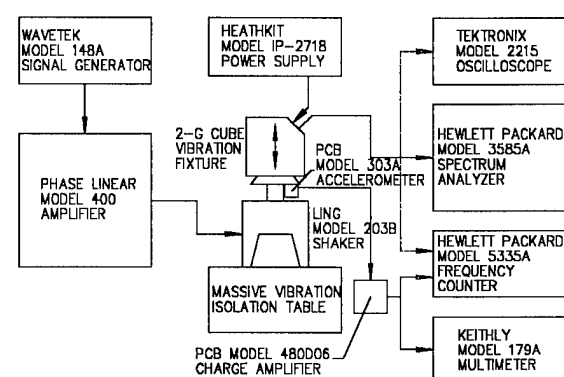 WAVETEK
MODEL 148A
SIGNAL GENERATOR
HEATHKIT
MODEL IP-2718
POWER SUPPLY
TEKTRONIX
MODEL 2215
OSCILLOSCOPE
2-G CUBE
VIBRATION
FIXTURE
PCB
MODEL 303A
ACCELEROMETER
HEWLETT PACKARD
MODEL 3585A
SPECTRUM
ANALYZER
PHASE LINEAR
MODEL 400
AMPLIFIER
LING
MODEL 203B
SHAKER
HEWLETT PACKARD
MODEL 5335A
FREQUENCY
COUNTER
MASSIVE VIBRATION
ISOLATION TABLE
PCB MODEL 480D06
CHARGE AMPLIFIER
KEITHLY
MODEL 179A
MULTIMETER